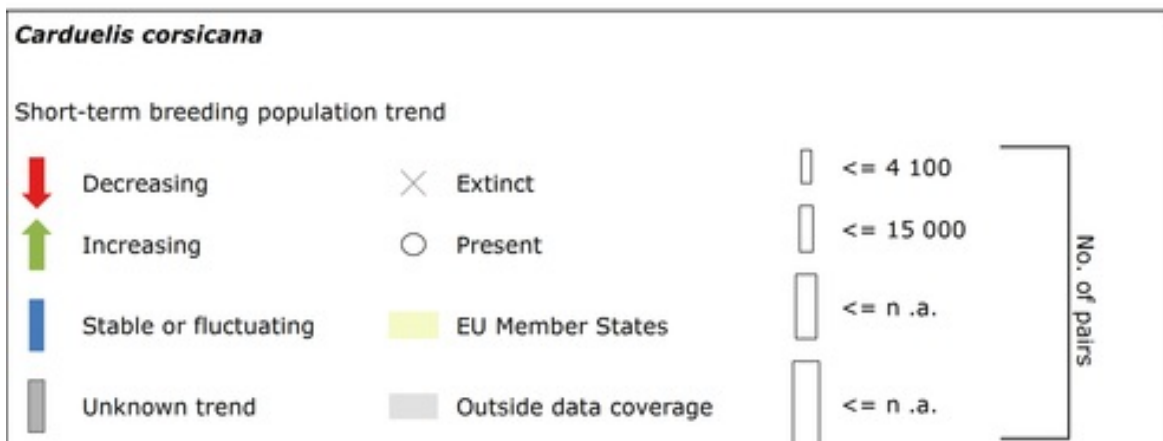 Carduelis corsicana
Short-term breeding population trend
Decreasing
Extinct
<= 4 100
Increasing
Present
<= 15 000
Stable or fluctuating
EU Member States
<= n .a.
Unknown trend
Outside data coverage
<= n .a.
No. of pairs